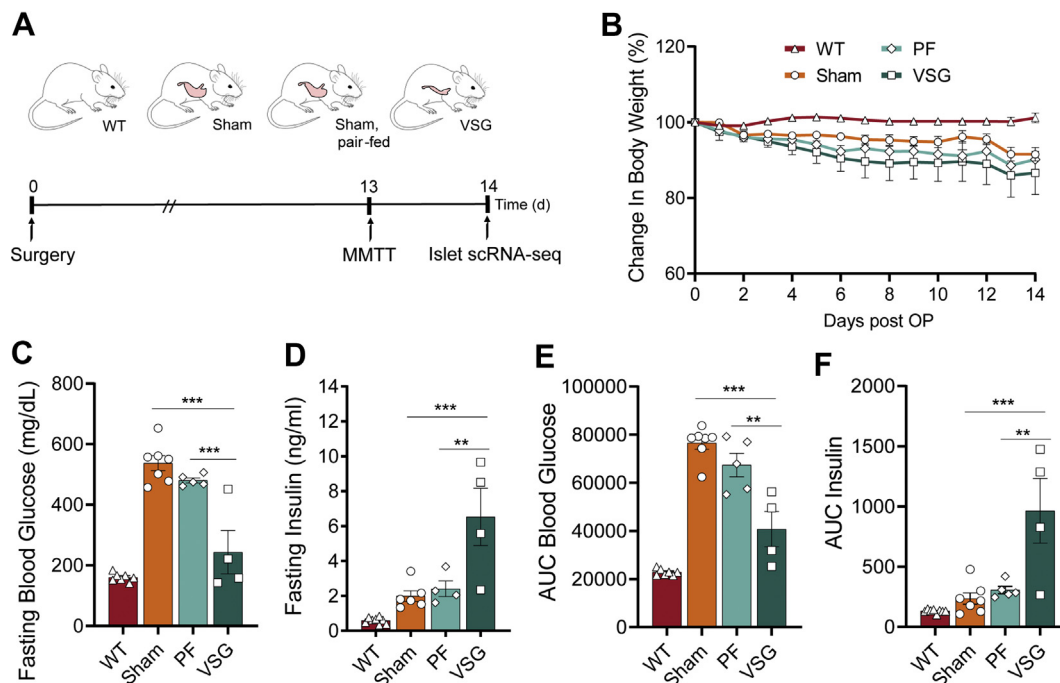 A
WT
Sham
Sham,
pair-fed
VSG
0
13
14
Time (d)
Surgery
MMTT
Islet scRNA-seq
B
Change In Body Weight (%)
120
100
80
60
WT
PF
Sham
VSG
0 2 4 6 8 10 12 14
Days post OP
C
Fasting Blood Glucose (mg/dL)
800
600
400
200
0
***
***
WT
Sham
PF
VSG
D
Fasting Insulin (ng/ml)
14
12
10
8
6
4
2
0
***
**
WT
Sham
PF
VSG
E
AUC Blood Glucose
100000
80000
60000
40000
20000
0
***
**
WT
Sham
PF
VSG
F
AUC Insulin
2000
1500
1000
500
0
***
**
WT
Sham
PF
VSG